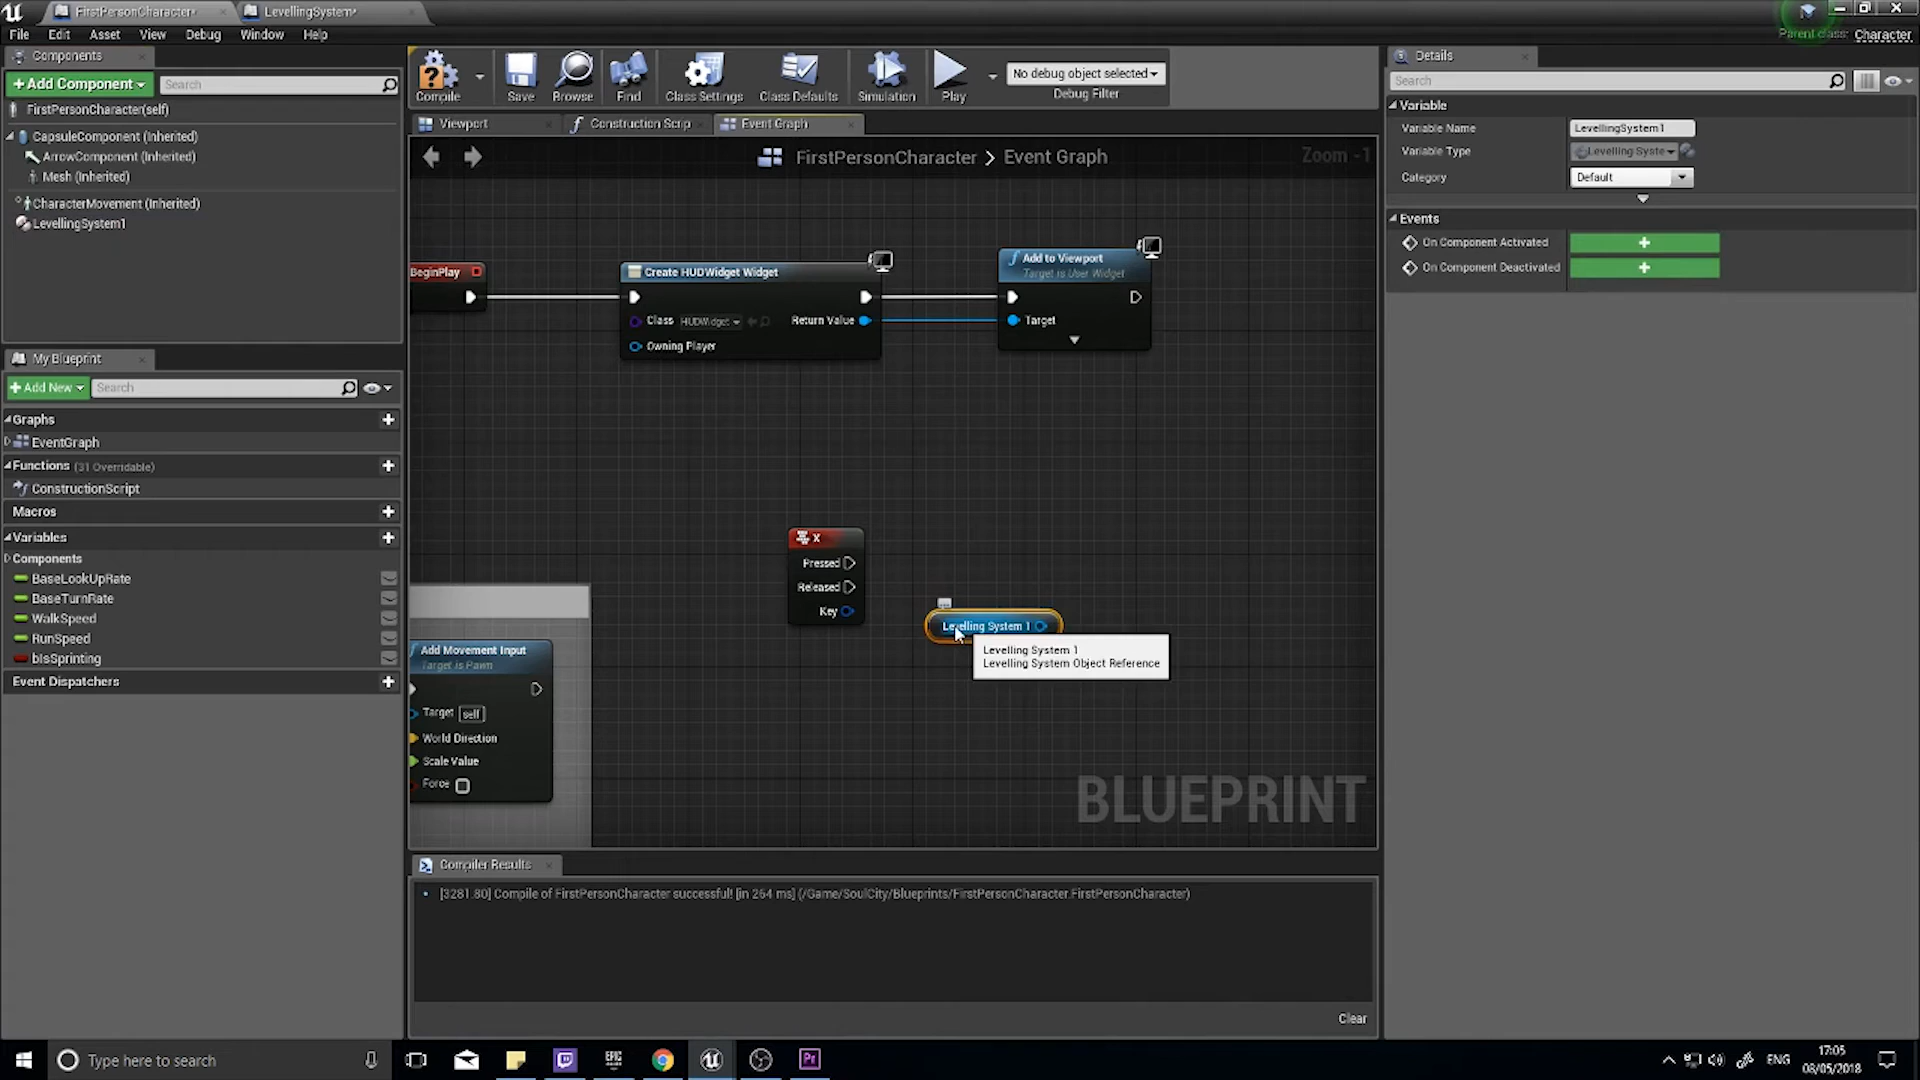 FirstPersonCharacter*
LevellingSystem*
File Edit Asset View Debug Window Help
Parent class: Character
Components
+Add Component
Search
FirstPersonCharacter(self)
CapsuleComponent (Inherited)
ArrowComponent (Inherited)
Mesh (Inherited)
CharacterMovement (Inherited)
LevellingSystem1
My Blueprint
+Add New
Search
Graphs
EventGraph
Functions (31 Overridable)
ConstructionScript
Macros
Variables
Components
BaseLookUpRate
BaseTurnRate
WalkSpeed
RunSpeed
bIsSprinting
Event Dispatchers
Compile
Save
Browse
Find
Class Settings
Class Defaults
Simulation
Play
No debug object selected
Debug Filter
Viewport
Construction Scrip
Event Graph
FirstPersonCharacter > Event Graph
Zoom -1
BeginPlay
Create HUDWidget Widget
Class HUDWidget
Return Value
Owning Player
Add to Viewport
Target is User Widget
Target
X
Pressed
Released
Key
Levelling System 1
Levelling System 1
Levelling System Object Reference
Add Movement Input
Target is Pawn
Target self
World Direction
Scale Value
Force
BLUEPRINT
Compiler Results
[3281.80] Compile of FirstPersonCharacter successful! [in 264 ms] (/Game/SoulCity/Blueprints/FirstPersonCharacter.FirstPersonCharacter)
Clear
Details
Search
Variable
Variable Name LevellingSystem1
Variable Type Levelling Syste
Category Default
Events
On Component Activated +
On Component Deactivated +
Type here to search
EPIC
Pr
ENG
17:05
08/05/2018